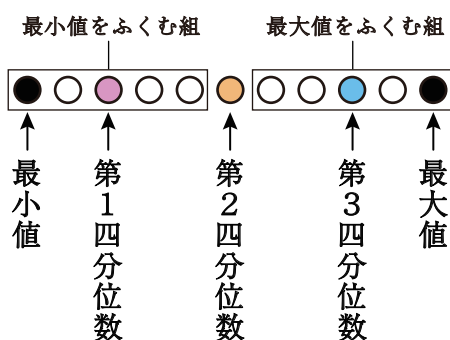 最小値をふくむ組
最大値をふくむ組
最小値
第1四分位数
第2四分位数
第3四分位数
最大値